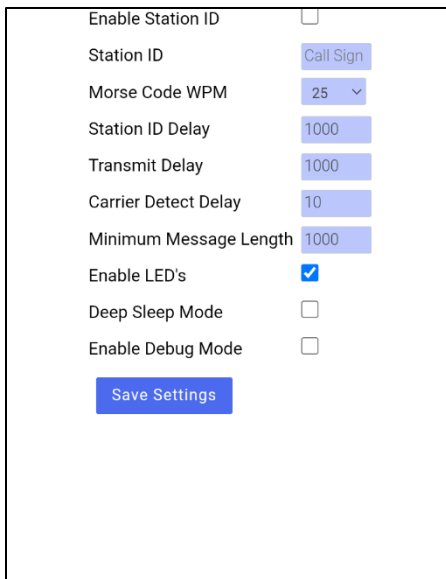 Enable Station ID
Station ID Call Sign
Morse Code WPM 25
Station ID Delay 1000
Transmit Delay 1000
Carrier Detect Delay 10
Minimum Message Length 1000
Enable LED's
Deep Sleep Mode
Enable Debug Mode
Save Settings